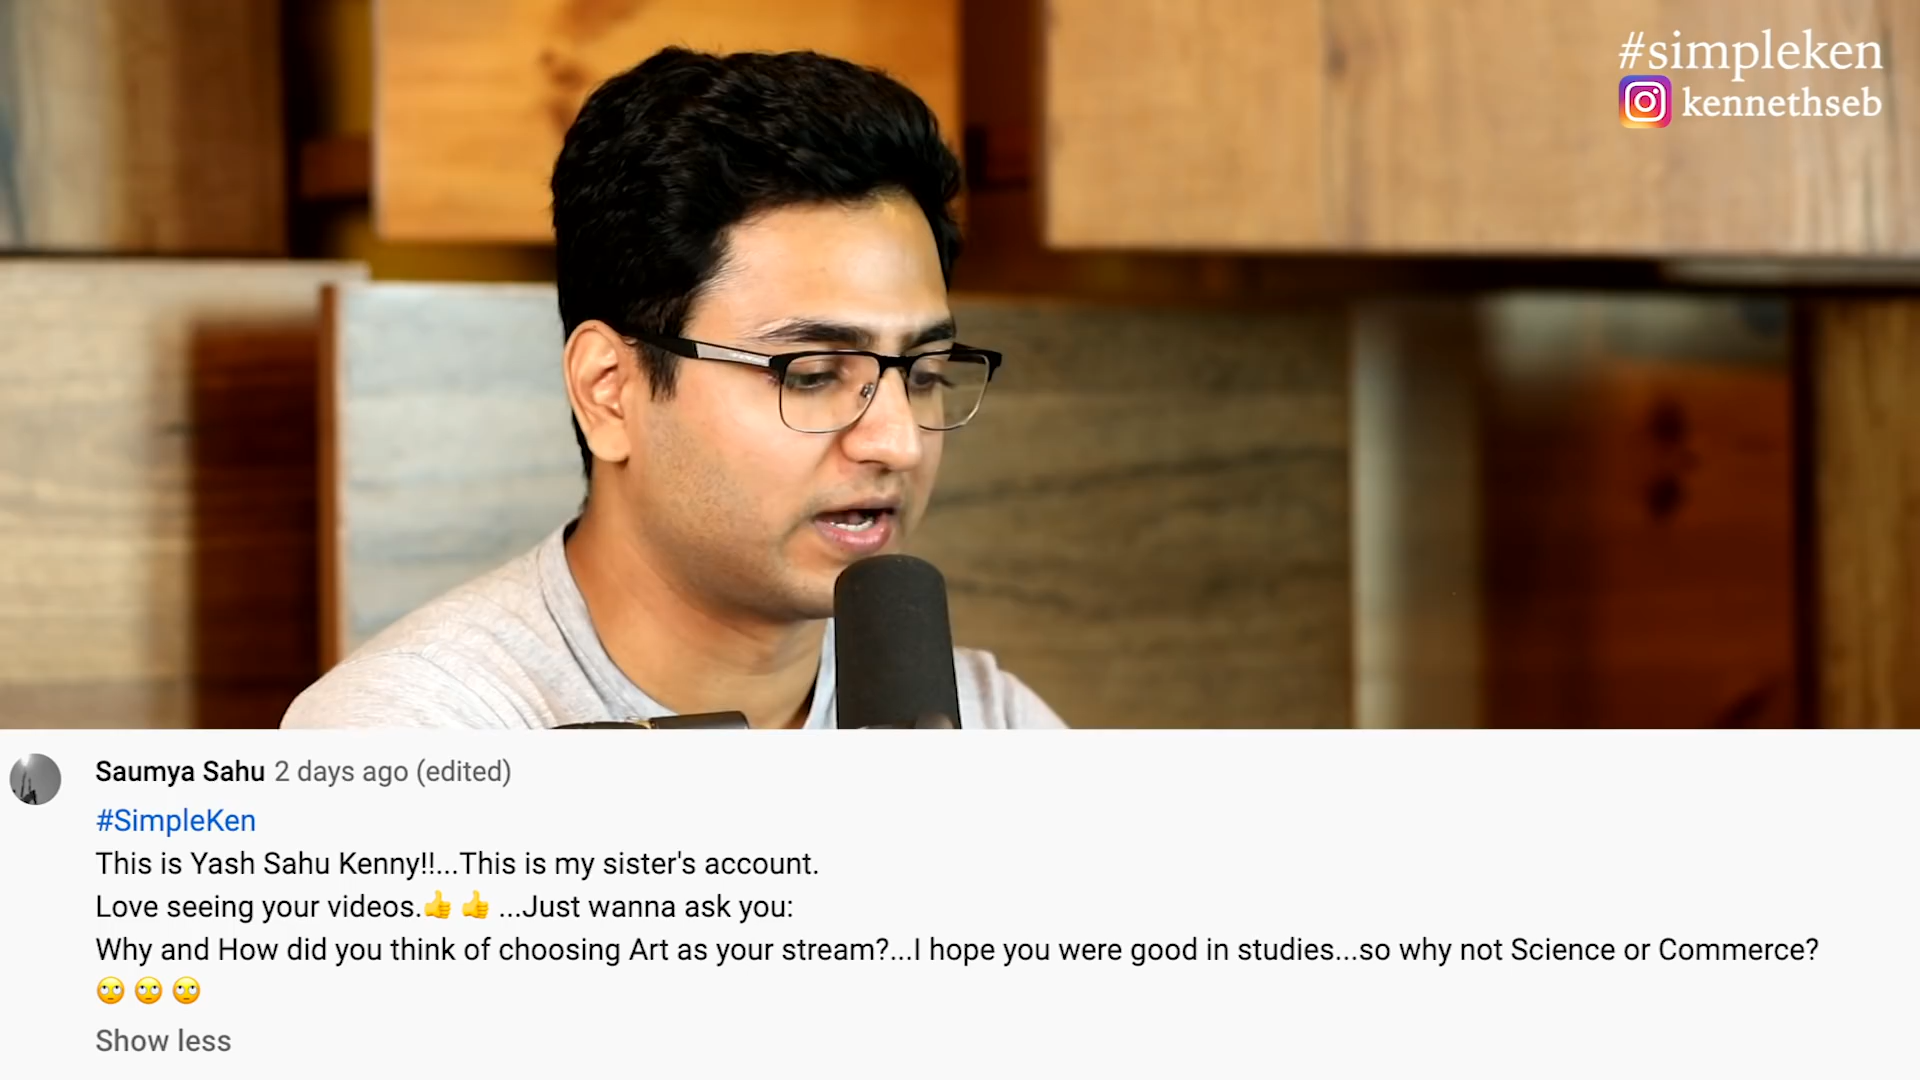 #simpleken
kennethseb
Saumya Sahu 2 days ago (edited)
#SimpleKen
This is Yash Sahu Kenny!!...This is my sister's account.
Love seeing your videos.👍👍...Just wanna ask you:
Why and How did you think of choosing Art as your stream?...I hope you were good in studies...so why not Science or Commerce?
🙄🙄🙄
Show less